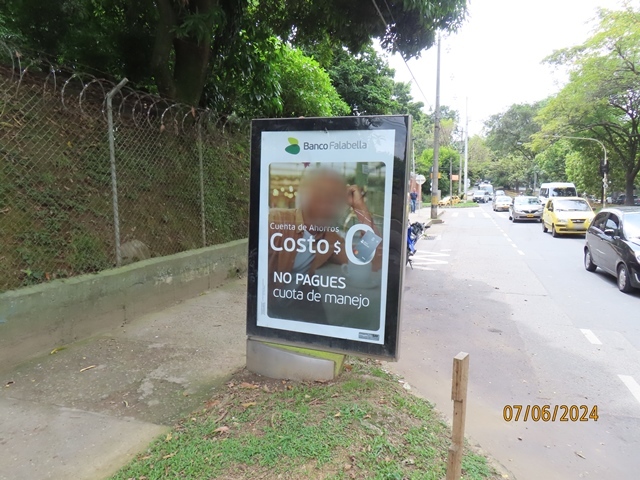 Banco Falabella
Cuenta de Ahorros
Costo $ 0
NO PAGUES
cuota de manejo
07/06/2024